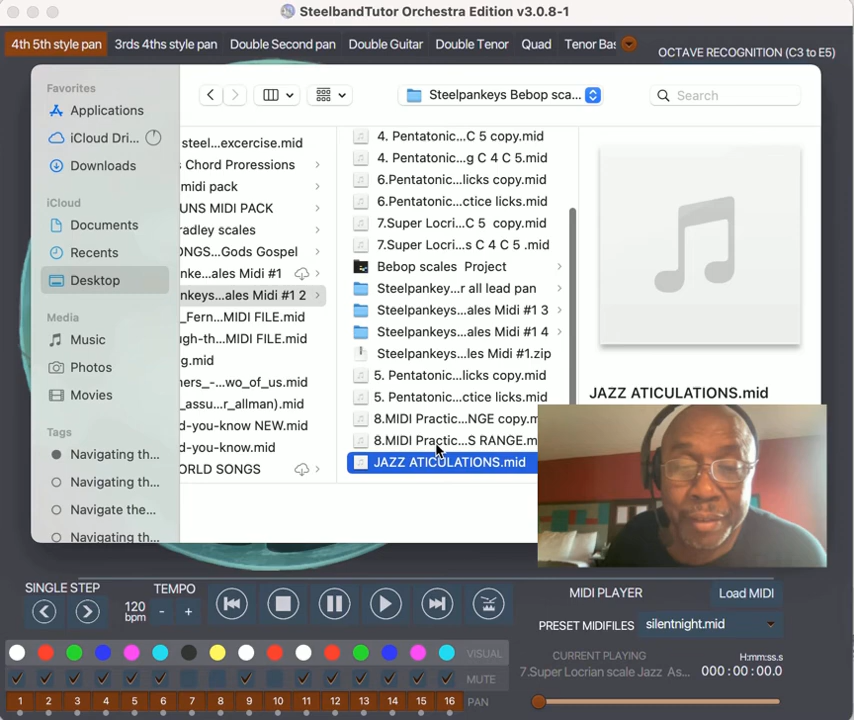 SteelbandTutor Orchestra Edition v3.0.8-1
4th 5th style pan
3rds 4ths style pan
Double Second pan
Double Guitar
Double Tenor
Quad
Tenor Bas
OCTAVE RECOGNITION (C3 to E5)
Steelpankeys Bebop sca...
Search
Favorites
Applications
iCloud Dri...
Downloads
iCloud
Documents
Recents
Desktop
Media
Music
Photos
Movies
Tags
Navigating th...
Navigating th...
Navigate the...
Navigating th...
steel...excercise.mid
s Chord Proressions
midi pack
UNS MIDI PACK
radley scales
ONGS...Gods Gospel
nke...ales Midi #1
nkeys...ales Midi #1 2
_Fern...MIDI FILE.mid
ugh-th...MIDI FILE.mid
ng.mid
ners_-...wo_of_us.mid
_assu...r_allman).mid
d-you-know NEW.mid
d-you-know.mid
ORLD SONGS
4. Pentatonic...C 5 copy.mid
4. Pentatonic...g C 4 C 5.mid
6.Pentatonic...licks copy.mid
6.Pentatonic...ctice licks.mid
7.Super Locri...C 5 copy.mid
7.Super Locri...s C 4 C 5 .mid
Bebop scales Project
Steelpankey...r all lead pan
Steelpankeys...ales Midi #1 3
Steelpankeys...ales Midi #1 4
Steelpankeys...les Midi #1.zip
5. Pentatonic...licks copy.mid
5. Pentatonic...ctice licks.mid
8.MIDI Practic...NGE copy.m
8.MIDI Practic...S RANGE.m
JAZZ ATICULATIONS.mid
JAZZ ATICULATIONS.mid
SINGLE STEP
TEMPO
120
bpm
-
+
MIDI PLAYER
Load MIDI
PRESET MIDIFILES
silentnight.mid
CURRENT PLAYING
H:mm:ss.s
7.Super Locrian scale Jazz As...
000 : 00 : 00.0
VISUAL
MUTE
1 2 3 4 5 6 7 8 9 10 11 12 13 14 15 16 PAN